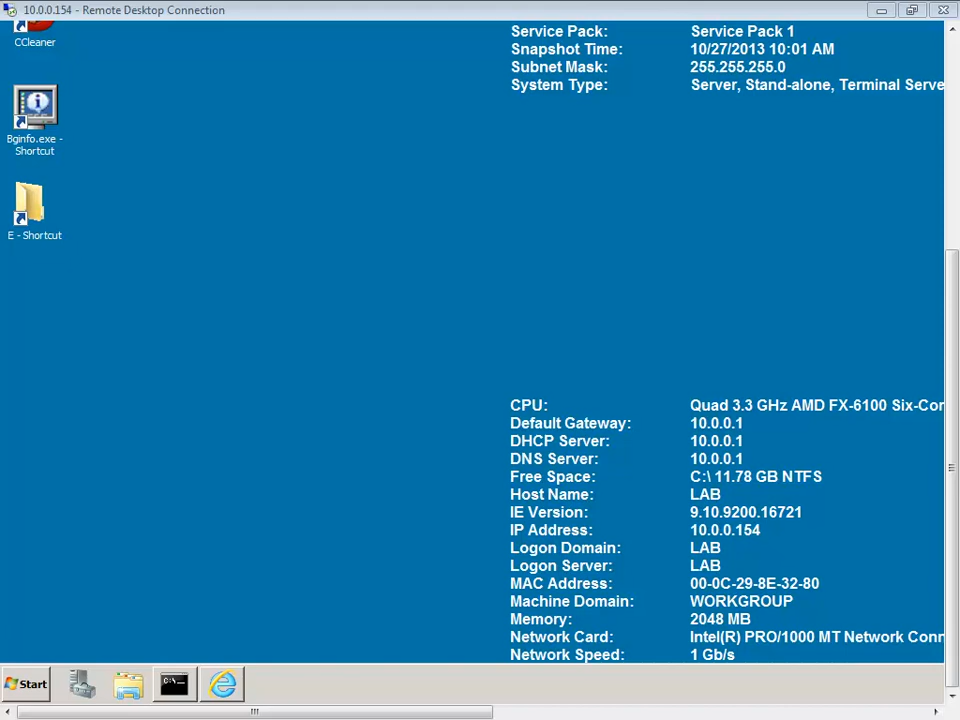 10.0.0.154 - Remote Desktop Connection
CCleaner
Bginfo.exe -
Shortcut
E - Shortcut
Service Pack: Service Pack 1
Snapshot Time: 10/27/2013 10:01 AM
Subnet Mask: 255.255.255.0
System Type: Server, Stand-alone, Terminal Serve
CPU: Quad 3.3 GHz AMD FX-6100 Six-Cor
Default Gateway: 10.0.0.1
DHCP Server: 10.0.0.1
DNS Server: 10.0.0.1
Free Space: C:\ 11.78 GB NTFS
Host Name: LAB
IE Version: 9.10.9200.16721
IP Address: 10.0.0.154
Logon Domain: LAB
Logon Server: LAB
MAC Address: 00-0C-29-8E-32-80
Machine Domain: WORKGROUP
Memory: 2048 MB
Network Card: Intel(R) PRO/1000 MT Network Conn
Network Speed: 1 Gb/s
Start